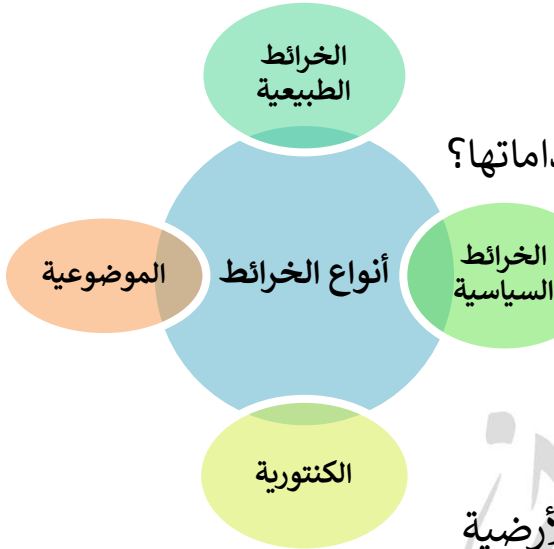 الخرائط
الطبيعية
أنواع الخرائط
الخرائط
السياسية
الموضوعية
الكنتورية